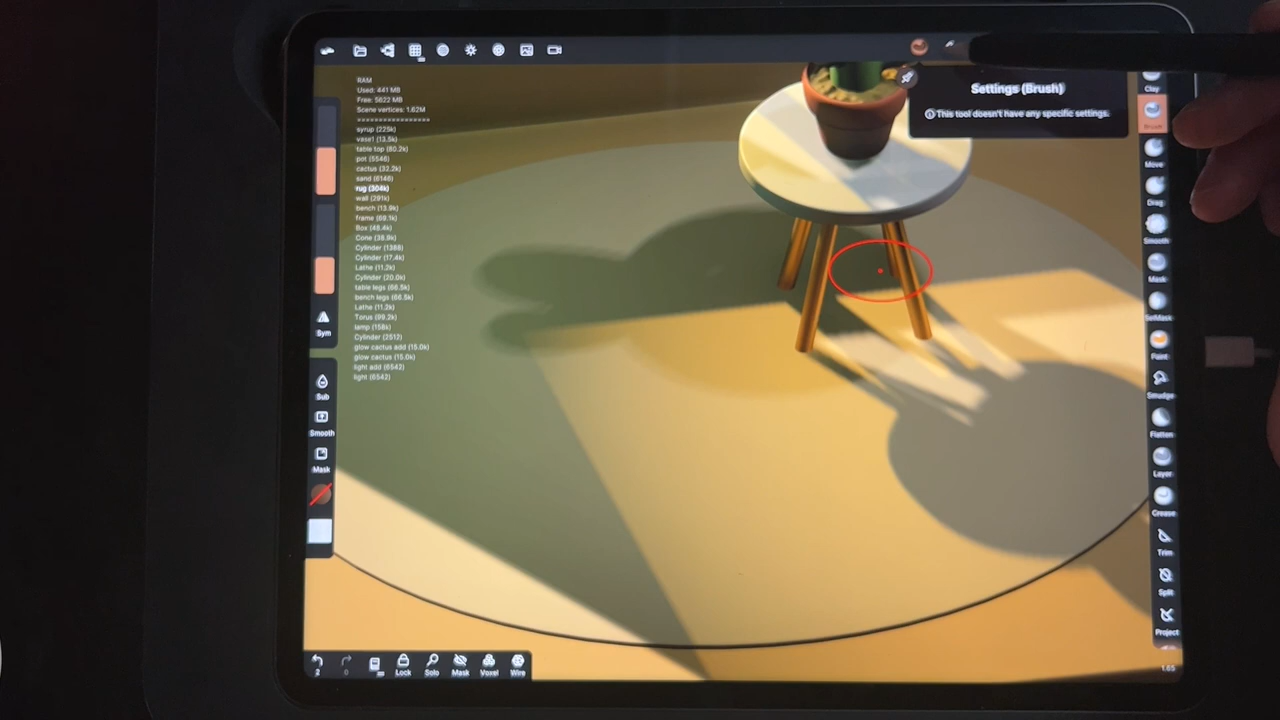 RAM
Used: 441 MB
Free: 5622 MB
Scene vertices: 1.62M
==================
syrup (225k)
vase1 (13.5k)
table top (80.2k)
pot (5546)
cactus (32.2k)
sand (6146)
rug (304k)
wall (291k)
bench (13.9k)
frame (69.1k)
Box (48.4k)
Cone (38.9k)
Cylinder (1388)
Cylinder (17.4k)
Lathe (11.2k)
Cylinder (20.0k)
table legs (66.5k)
bench legs (66.5k)
Lathe (11.2k)
Torus (99.2k)
lamp (158k)
Cylinder (2512)
glow cactus add (15.0k)
glow cactus (15.0k)
light add (6542)
light (6542)
Sym
Sub
Smooth
Mask
2
0
Lock
Solo
Mask
Voxel
Wire
Settings (Brush)
This tool doesn't have any specific settings.
Clay
Brush
Move
Drag
Smooth
Mask
SelMask
Paint
Smudge
Flatten
Layer
Crease
Trim
Split
Project
1.65